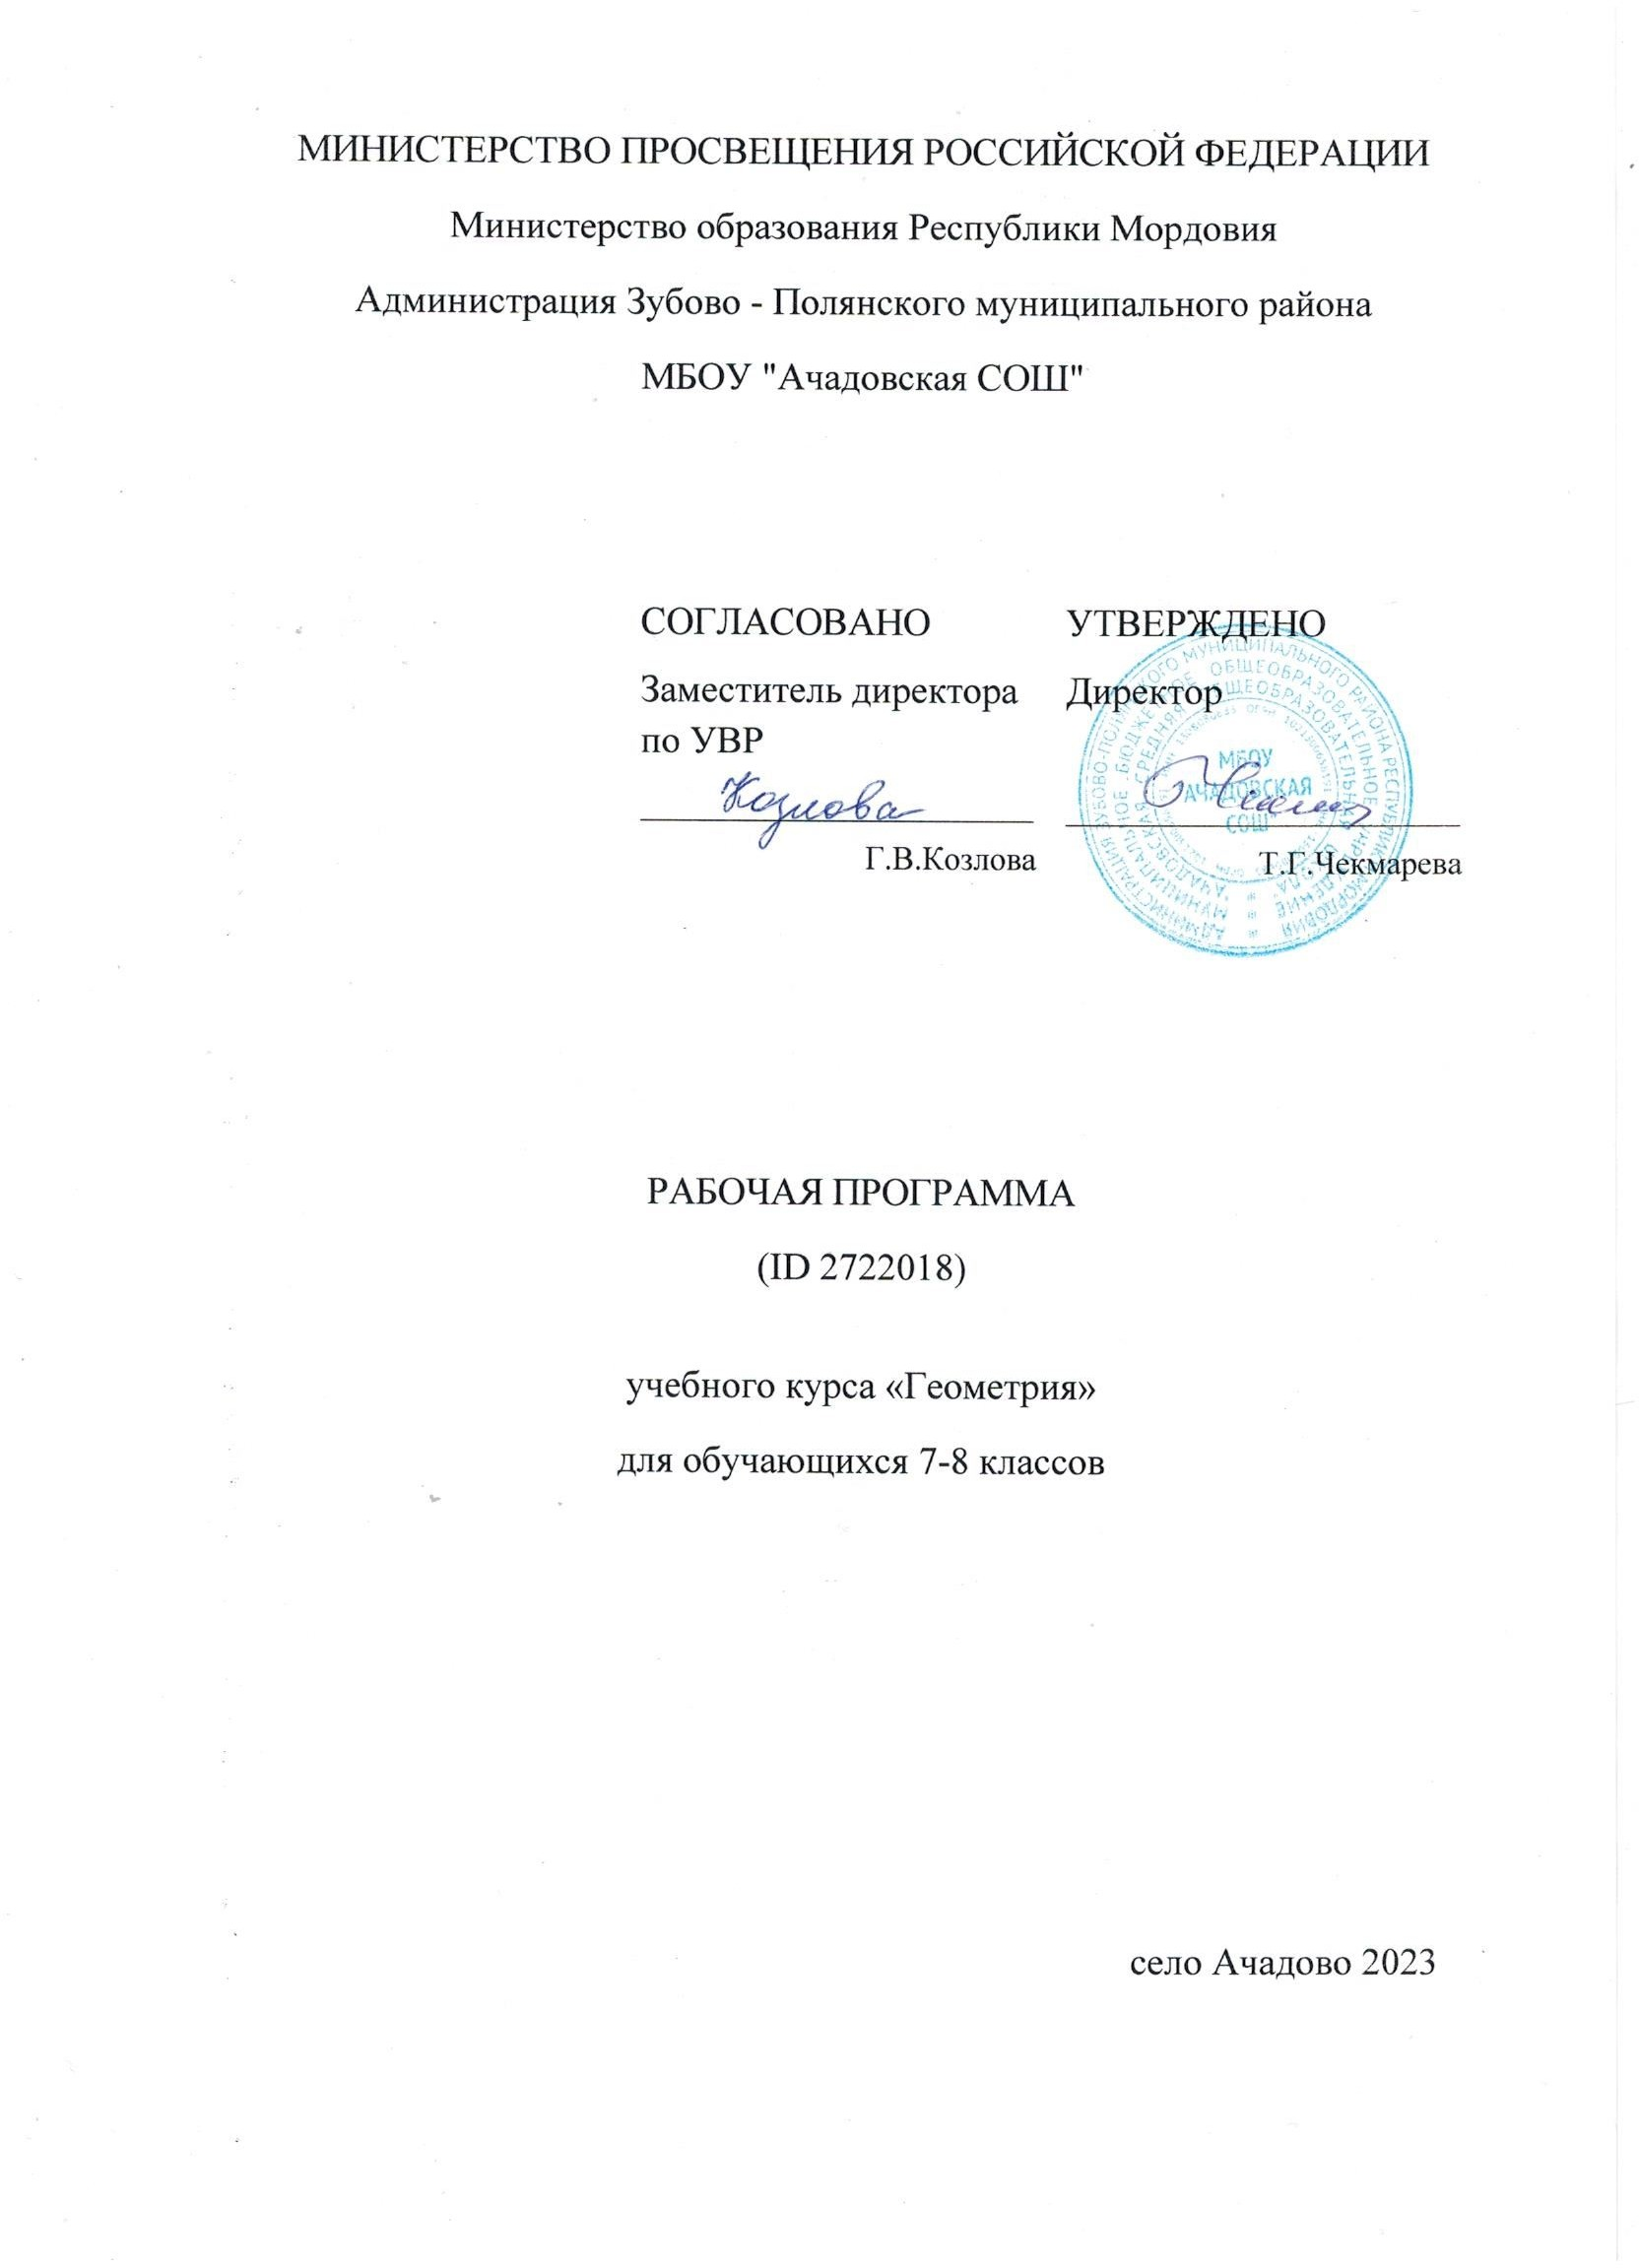 МИНИСТЕРСТВО ПРОСВЕЩЕНИЯ РОССИЙСКОЙ ФЕДЕРАЦИИ
Министерство образования Республики Мордовия
Администрация Зубово - Полянского муниципального района
МБОУ "Ачадовская СОШ"
СОГЛАСОВАНО
Заместитель директора
по УВР
Козлова
Г.В.Козлова
УТВЕРЖДЕНО
Директор
МБОУ
АЧАДОВСКАЯ
СОШ
Т.Г.Чекмарева
РАБОЧАЯ ПРОГРАММА
(ID 2722018)
учебного курса «Геометрия»
для обучающихся 7-8 классов
село Ачадово 2023